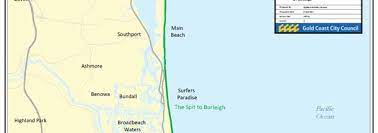 Main
Beach
Southport
Gold Coast City Council
Ashmore
Surfers
Paradise
Benowa
Bundall
The Spit to Burleigh
Pacific
Ocean
Highland Park
Broadbeach
Waters